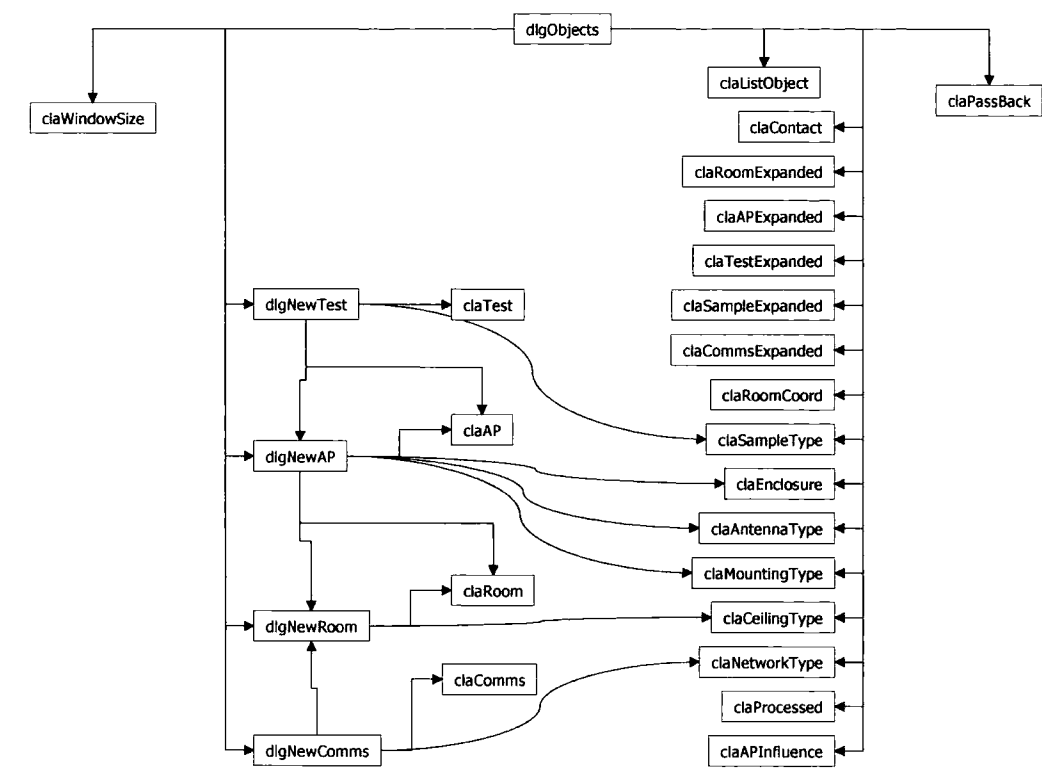 dlgObjects
claListObject
claPassBack
claWindowSize
claContact
claRoomExpanded
claAPExpanded
claTestExpanded
dlgNewTest
claTest
claSampleExpanded
claCommsExpanded
claRoomCoord
claAP
claSampleType
dlgNewAP
claEnclosure
claAntennaType
claMountingType
claRoom
claCeilingType
dlgNewRoom
claNetworkType
claComms
claProcessed
dlgNewComms
claAPInfluence